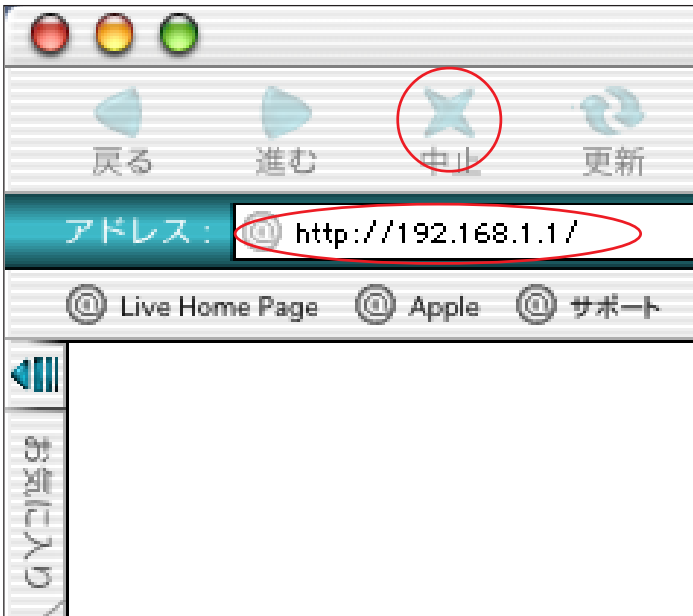 戻る 進む 中止 更新
アドレス : @ http://192.168.1.1/
@ Live Home Page @ Apple @ サポート
お気に入り